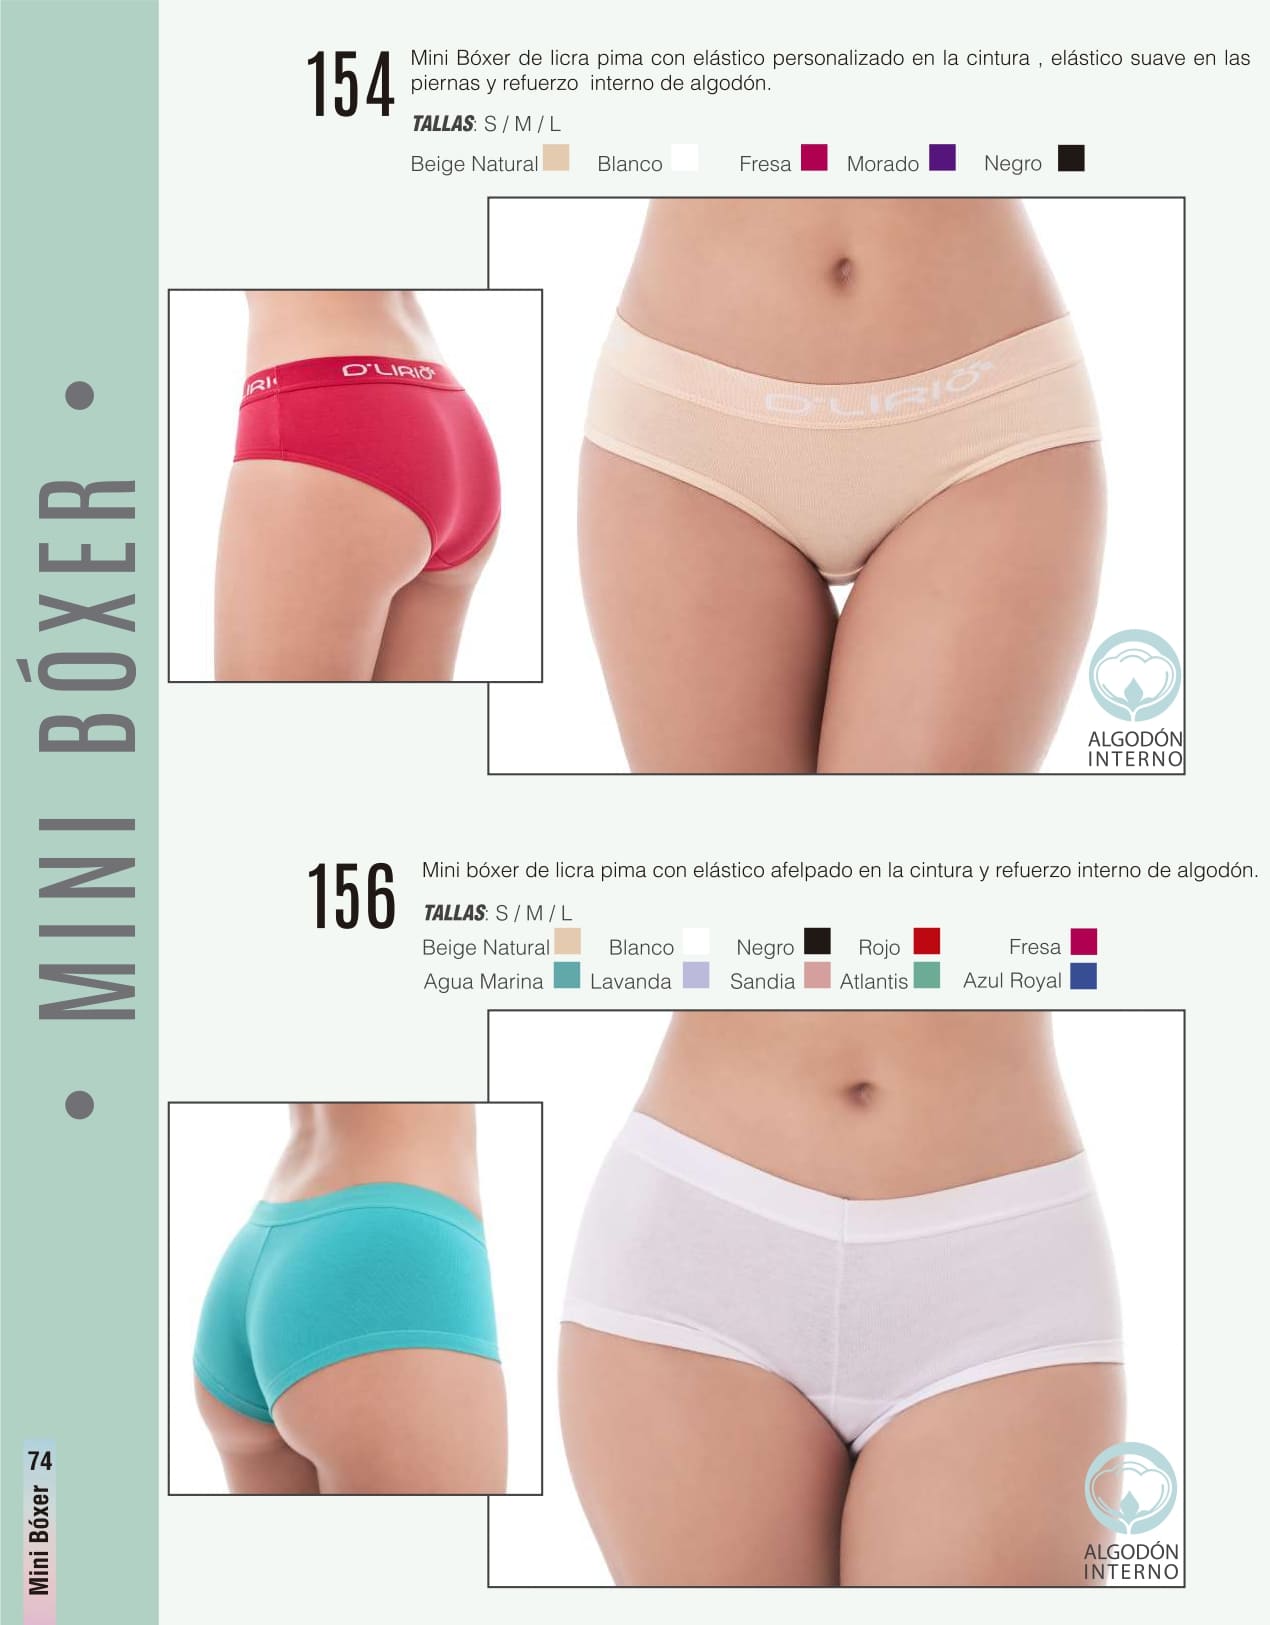 154
Mini Bóxer de licra pima con elástico personalizado en la cintura , elástico suave en las
piernas y refuerzo interno de algodón.
TALLAS: S / M / L
Beige Natural Blanco Fresa Morado Negro
D'LIRIO
D'LIRIO
ALGODÓN
INTERNO
MINI BÓXER
156
Mini bóxer de licra pima con elástico afelpado en la cintura y refuerzo interno de algodón.
TALLAS: S / M / L
Beige Natural Blanco Negro Rojo Fresa
Agua Marina Lavanda Sandia Atlantis Azul Royal
ALGODÓN
INTERNO
Mini Bóxer 74